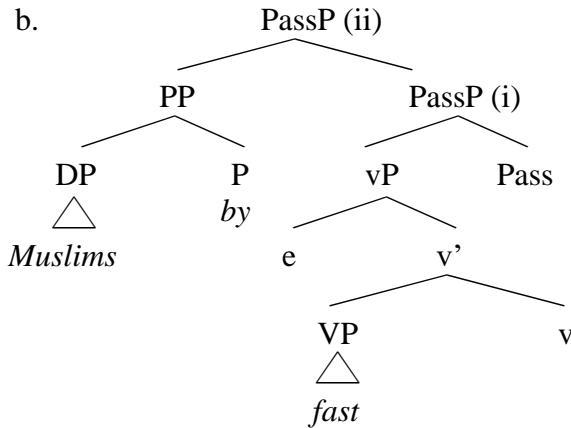 b. PassP (ii)
PP PassP (i)
DP P vP Pass
by
Muslims e v’
VP v
fast